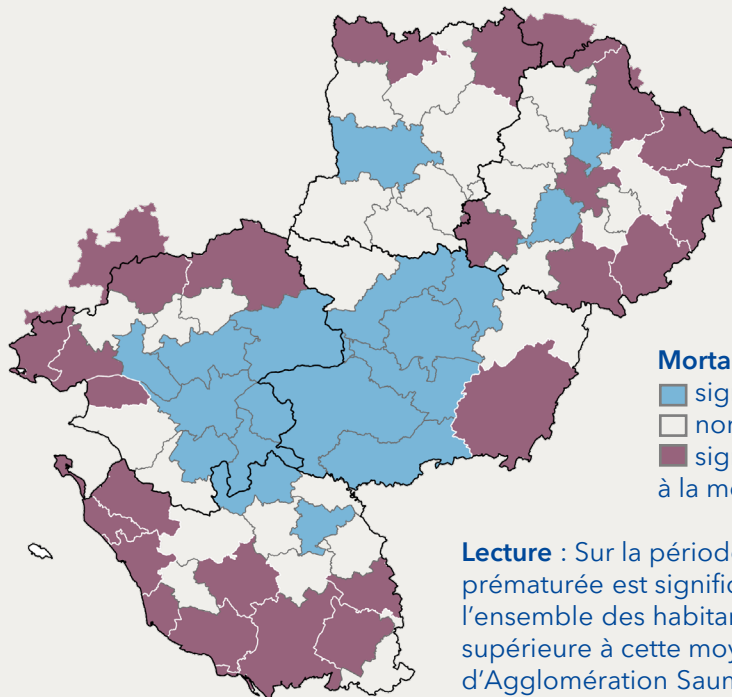 Morta
sig
nor
sig
à la mo
Lecture : Sur la période
prématurée est signific
l'ensemble des habitan
supérieure à cette moy
d'Agglomération Saum